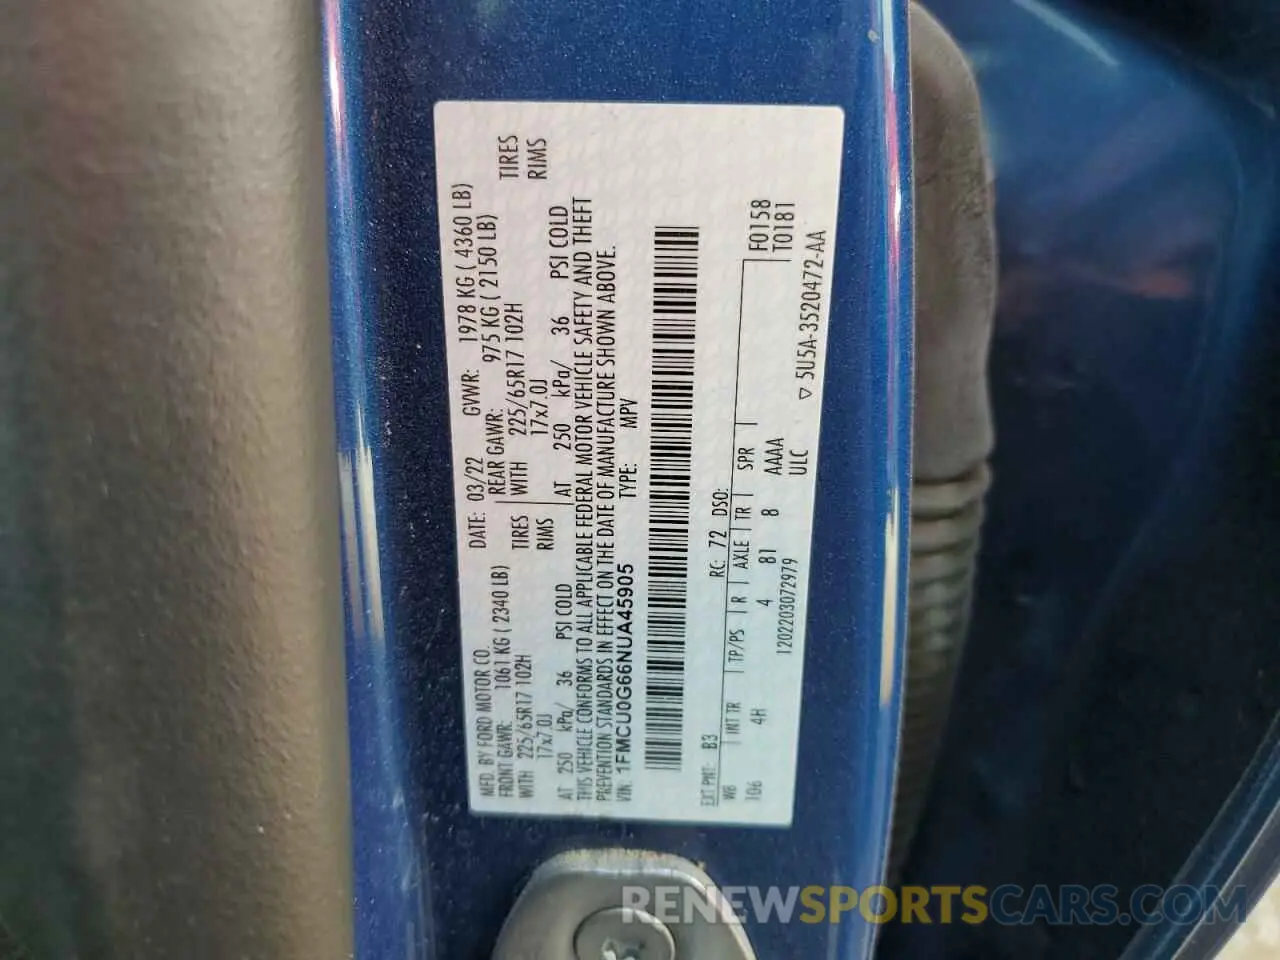 MFD. BY FORD MOTOR CO. DATE: 03/22 GVWR: 1978 KG ( 4360 LB)
FRONT GAWR: 1061 KG ( 2340 LB) REAR GAWR: 975 KG ( 2150 LB)
WITH 225/65R17 102H TIRES WITH 225/65R17 102H TIRES
17x7.0J RIMS 17x7.0J RIMS
AT 250 kPa/ 36 PSI COLD AT 250 kPa/ 36 PSI COLD
THIS VEHICLE CONFORMS TO ALL APPLICABLE FEDERAL MOTOR VEHICLE SAFETY AND THEFT
PREVENTION STANDARDS IN EFFECT ON THE DATE OF MANUFACTURE SHOWN ABOVE.
VIN: 1FMCU0G66NUA45905 TYPE: MPV
EXT PNT: B3 RC: 72 DSO: F0158
WB INT TR TP/PS R AXLE TR SPR T0181
106 4H 4 81 8 AAAA
1202203072979 ULC ▽ 5U5A-3520472-AA
RENEWSPORTSCARS.COM